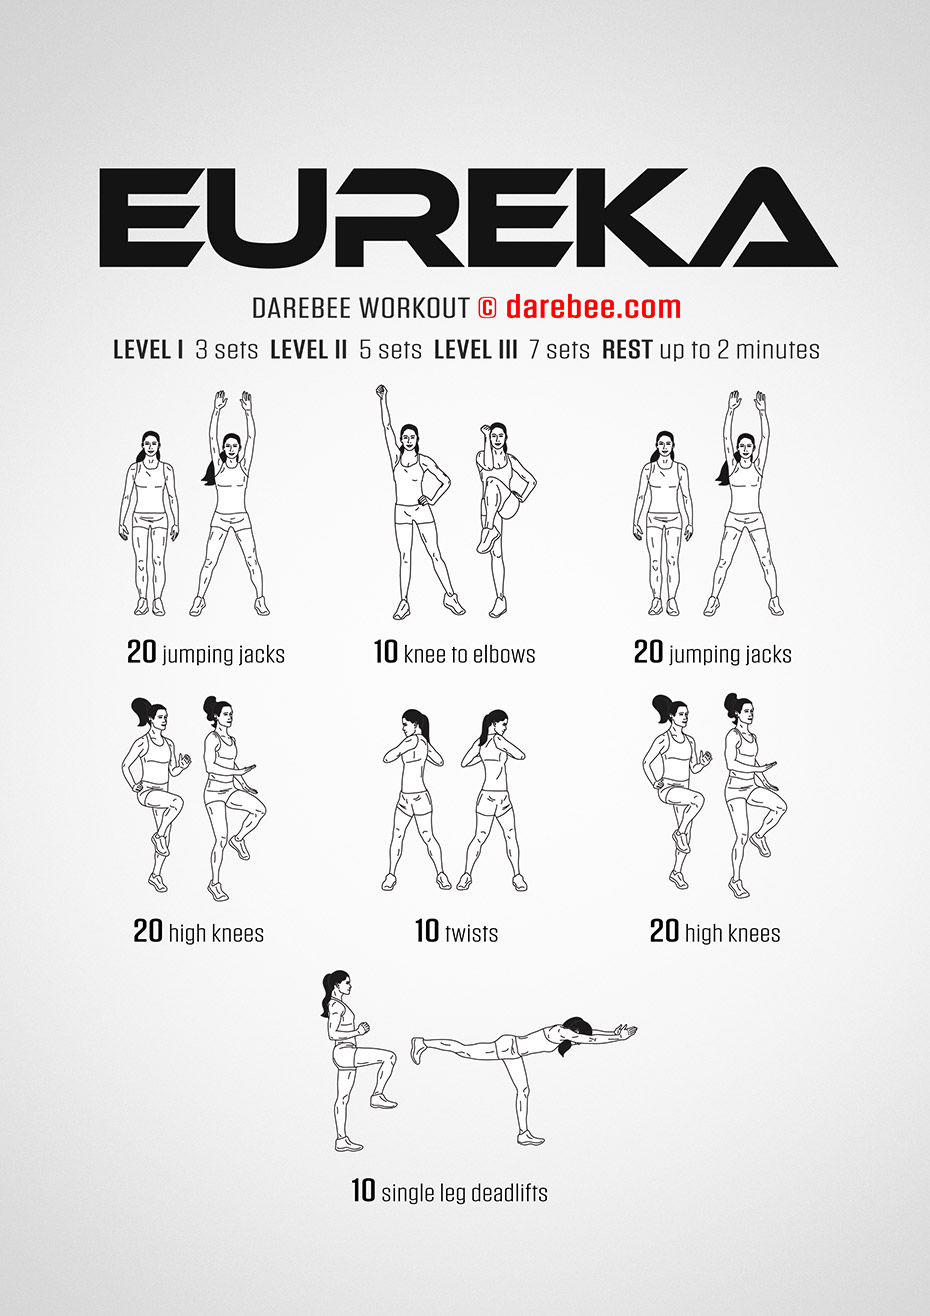 EUREKA
DAREBEE WORKOUT © darebee.com
LEVEL I 3 sets LEVEL II 5 sets LEVEL III 7 sets REST up to 2 minutes
20 jumping jacks
10 knee to elbows
20 jumping jacks
20 high knees
10 twists
20 high knees
10 single leg deadlifts